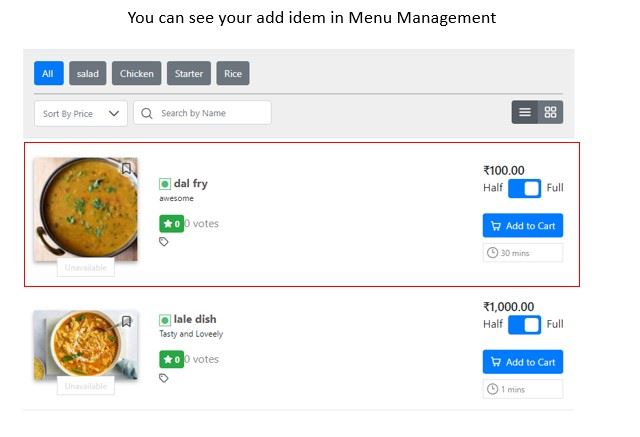 You can see your add idem in Menu Management
All salad Chicken Starter Rice
Sort By Price Search by Name
₹100.00
dal fry Half Full
awesome
0 0 votes Add to Cart
30 mins
Unavailable
₹1,000.00
lale dish Half Full
Tasty and Loveely
0 0 votes Add to Cart
Unavailable 1 mins